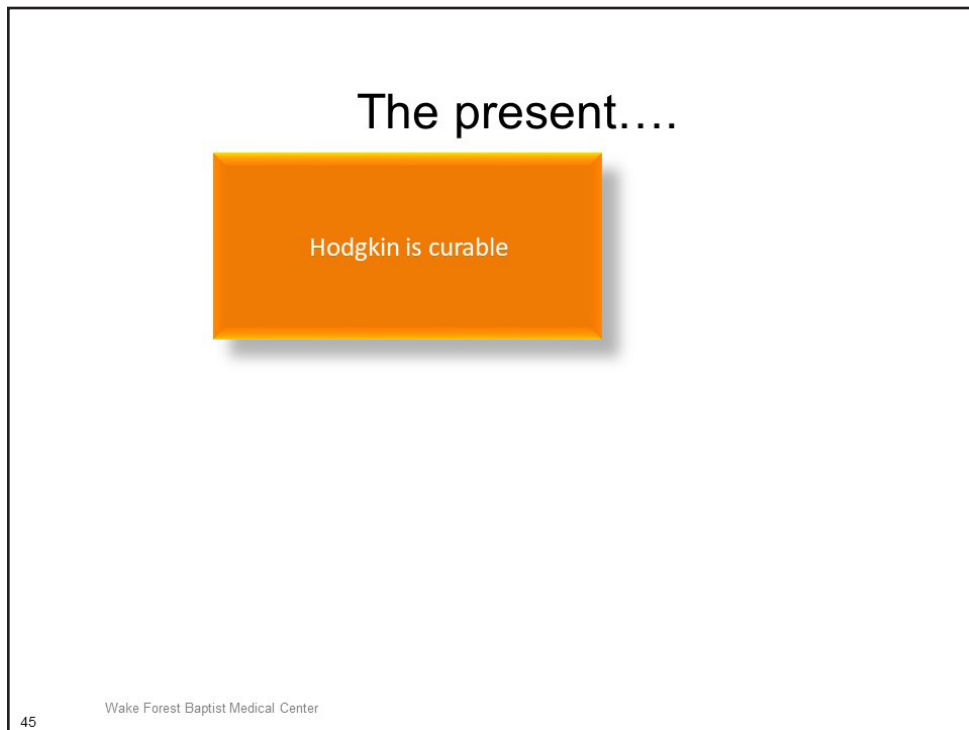 The present....
Hodgkin is curable
Wake Forest Baptist Medical Center
45